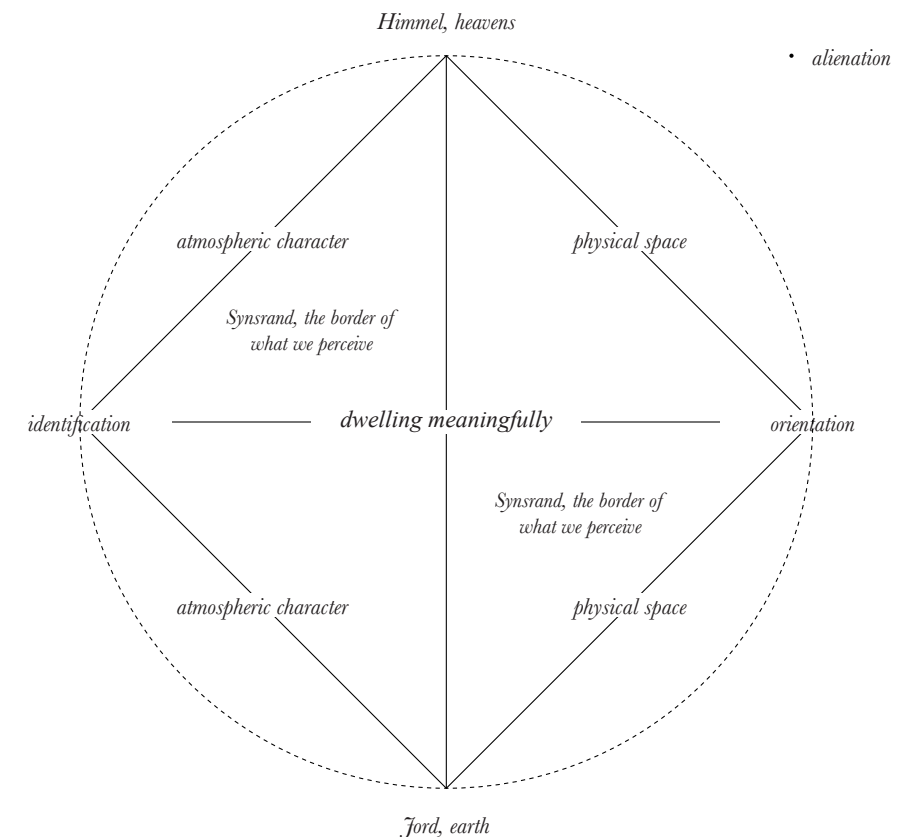 Himmel, heavens
• alienation
atmospheric character
physical space
Synsrand, the border of
what we perceive
identification
dwelling meaningfully
orientation
Synsrand, the border of
what we perceive
atmospheric character
physical space
Jord, earth